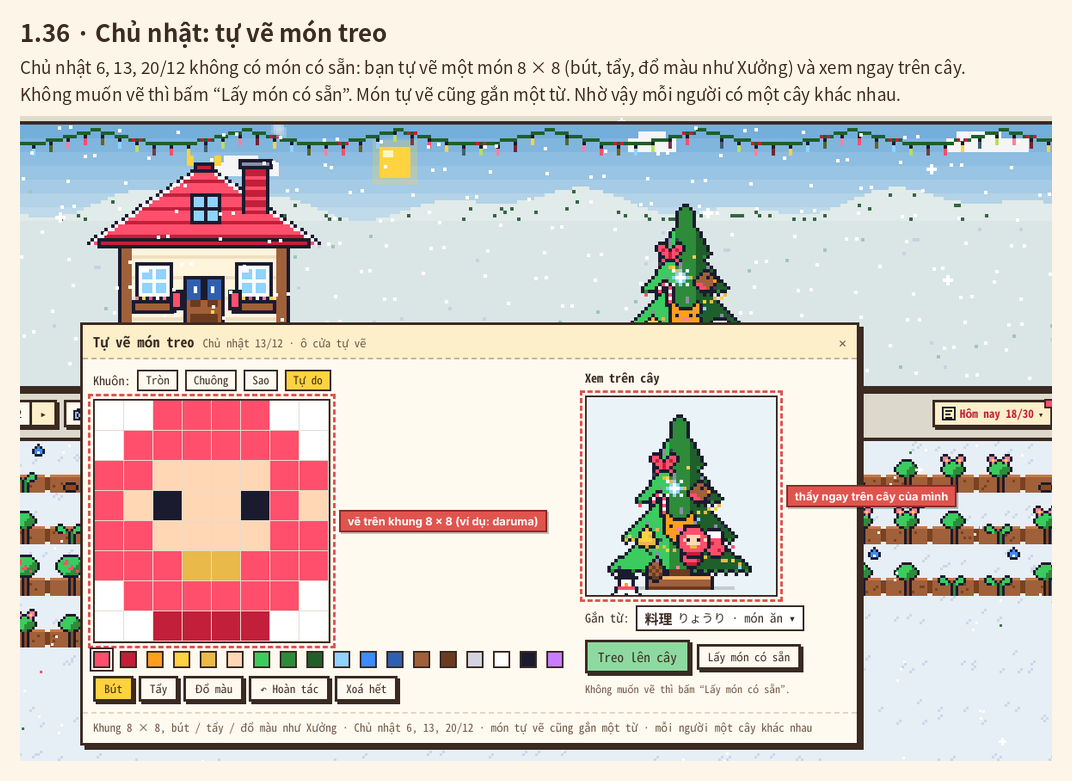 1.36 · Chủ nhật: tự vẽ món treo
Chủ nhật 6, 13, 20/12 không có món có sẵn: bạn tự vẽ một món 8 × 8 (bút, tẩy, đổ màu như Xưởng) và xem ngay trên cây.
Không muốn vẽ thì bấm “Lấy món có sẵn”. Món tự vẽ cũng gắn một từ. Nhờ vậy mỗi người có một cây khác nhau.
Tự vẽ món treo Chủ nhật 13/12 · ô cửa tự vẽ ×
Khuôn: Tròn Chuông Sao Tự do
Xem trên cây
Hôm nay 18/30 ▾
thấy ngay trên cây của mình
vẽ trên khung 8 × 8 (ví dụ: daruma)
Gắn từ: 料理 りょうり · món ăn ▾
Treo lên cây Lấy món có sẵn
Bút Tẩy Đổ màu ↶ Hoàn tác Xoá hết
Không muốn vẽ thì bấm “Lấy món có sẵn”.
Khung 8 × 8, bút / tẩy / đổ màu như Xưởng · Chủ nhật 6, 13, 20/12 · món tự vẽ cũng gắn từ · mỗi người một cây khác nhau